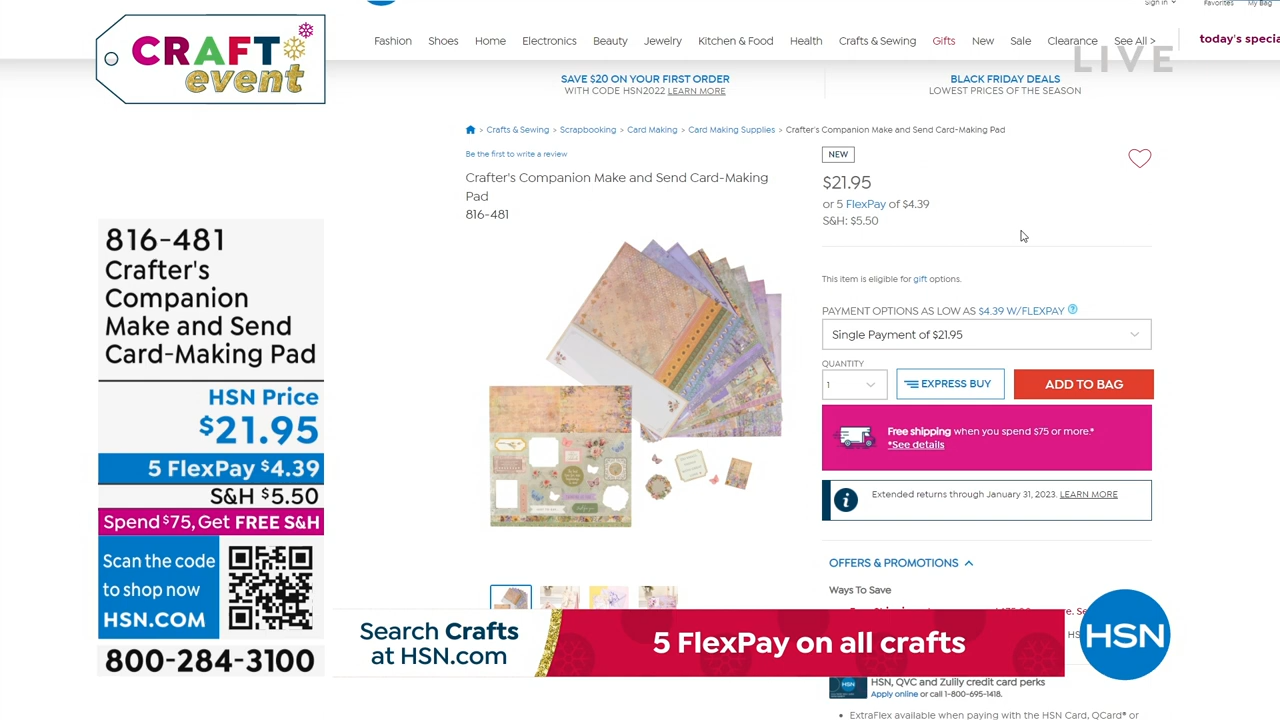 CRAFT
event
Sign in
Favorites
My Bag
Fashion
Shoes
Home
Electronics
Beauty
Jewelry
Kitchen & Food
Health
Crafts & Sewing
Gifts
New
Sale
Clearance
See All >
today's specia
LIVE
SAVE $20 ON YOUR FIRST ORDER
WITH CODE HSN2022 LEARN MORE
BLACK FRIDAY DEALS
LOWEST PRICES OF THE SEASON
> Crafts & Sewing > Scrapbooking > Card Making > Card Making Supplies > Crafter's Companion Make and Send Card-Making Pad
Be the first to write a review
Crafter's Companion Make and Send Card-Making
Pad
816-481
NEW
$21.95
or 5 FlexPay of $4.39
S&H: $5.50
This item is eligible for gift options.
PAYMENT OPTIONS AS LOW AS $4.39 W/FLEXPAY ?
Single Payment of $21.95
QUANTITY
1
EXPRESS BUY
ADD TO BAG
Free shipping when you spend $75 or more.*
*See details
i
Extended returns through January 31, 2023. LEARN MORE
OFFERS & PROMOTIONS
Ways To Save
816-481
Crafter's
Companion
Make and Send
Card-Making Pad
HSN Price
$21.95
5 FlexPay $4.39
S&H $5.50
Spend $75, Get FREE S&H
Scan the code
to shop now
HSN.COM
800-284-3100
Search Crafts
at HSN.com
5 FlexPay on all crafts
HSN
HSN, QVC and Zulily credit card perks
Apply online or call 1-800-695-1418.
• ExtraFlex available when paying with the HSN Card, QCard® or